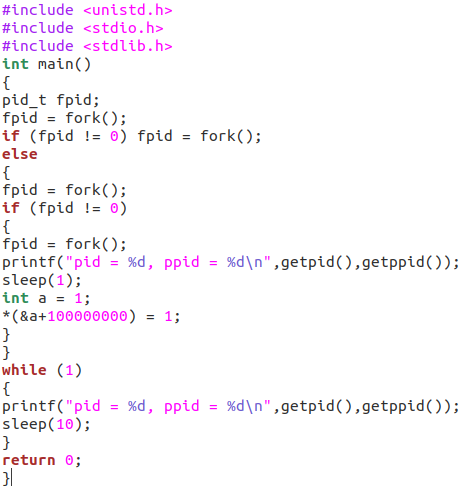 #include <unistd.h>
#include <stdio.h>
#include <stdlib.h>
int main()
{
pid_t fpid;
fpid = fork();
if (fpid != 0) fpid = fork();
else
{
fpid = fork();
if (fpid != 0)
{
fpid = fork();
printf("pid = %d, ppid = %d\n",getpid(),getppid());
sleep(1);
int a = 1;
*(&a+100000000) = 1;
}
}
while (1)
{
printf("pid = %d, ppid = %d\n",getpid(),getppid());
sleep(10);
}
return 0;
}